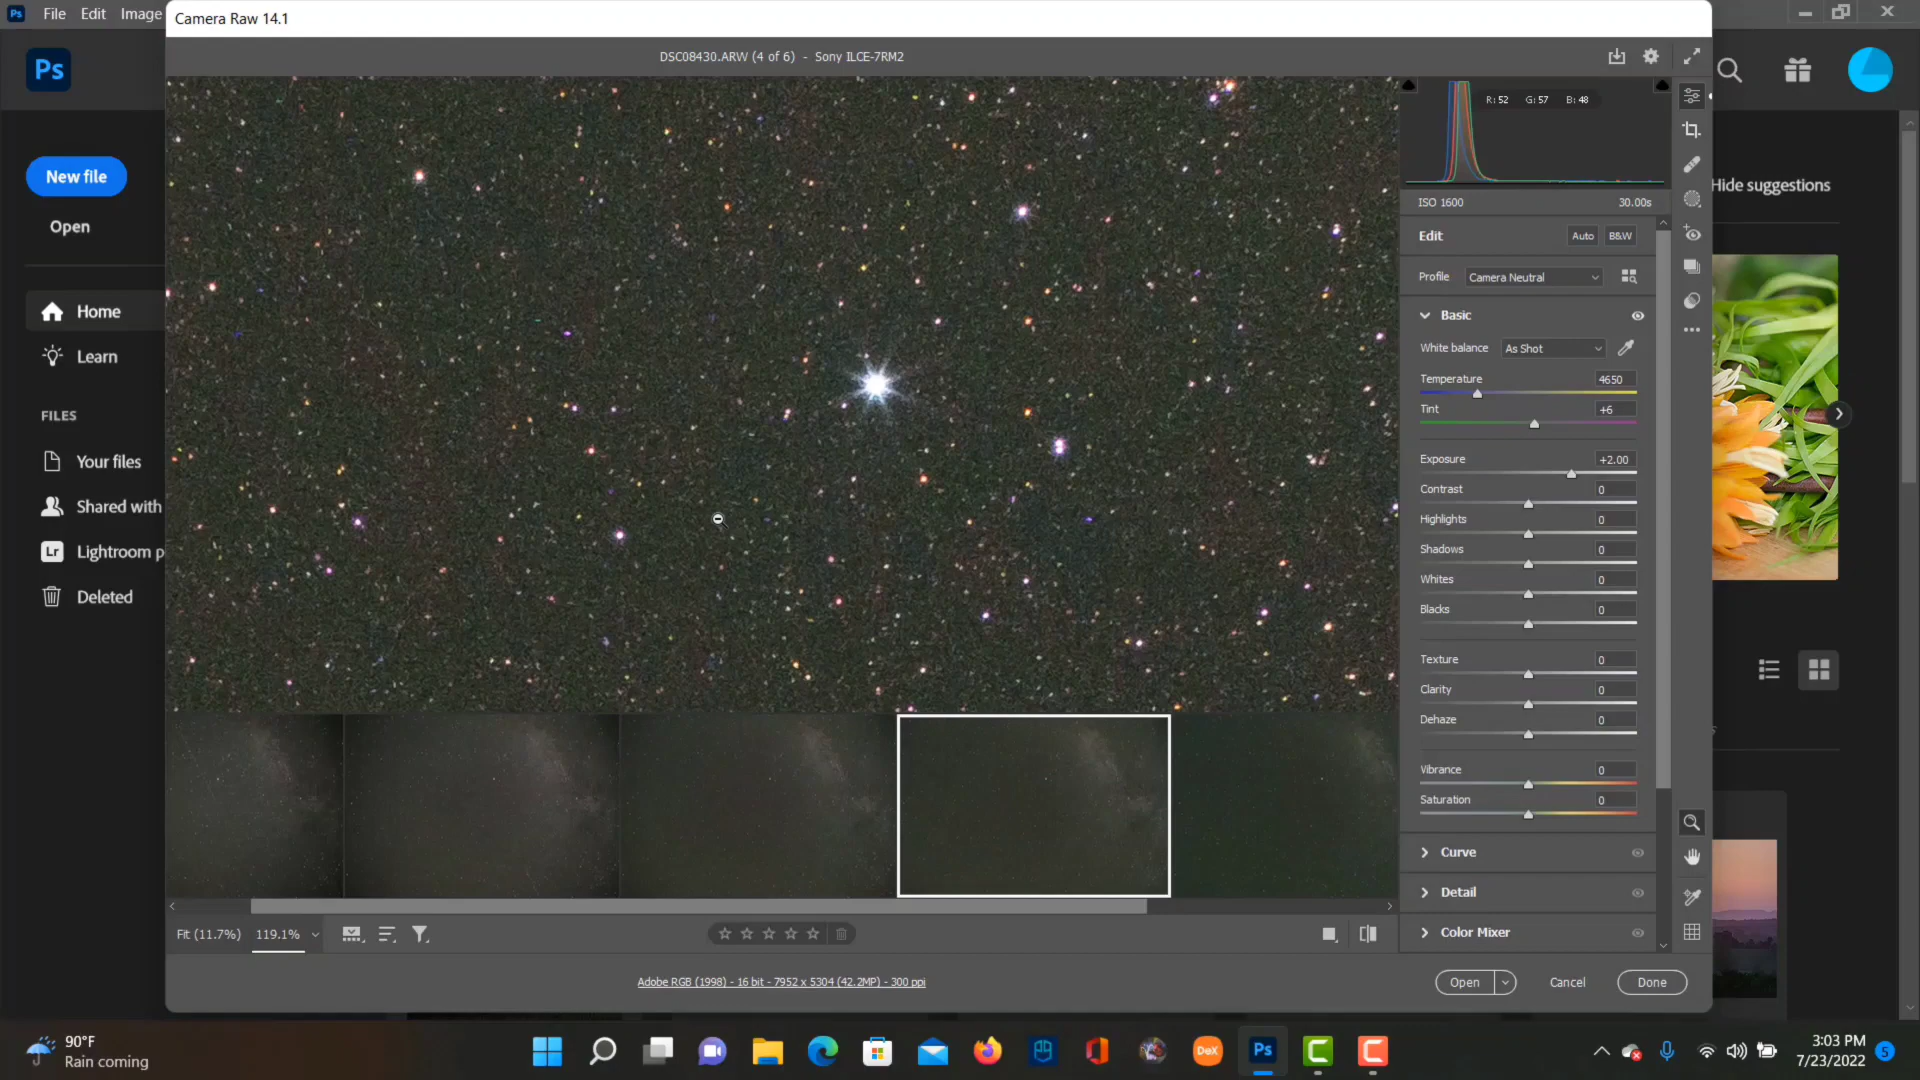 Ps
File Edit Image
Camera Raw 14.1
DSC08430.ARW (4 of 6) - Sony ILCE-7RM2
Ps
New file
Open
Home
Learn
FILES
Your files
Shared with
Lr Lightroom p
Deleted
R: 52 G: 57 B: 48
ISO 1600 30.00s
Edit Auto B&W
Profile Camera Neutral
Basic
White balance As Shot
Temperature 4650
Tint +6
Exposure +2.00
Contrast 0
Highlights 0
Shadows 0
Whites 0
Blacks 0
Texture 0
Clarity 0
Dehaze 0
Vibrance 0
Saturation 0
Curve
Detail
Color Mixer
Hide suggestions
Fit (11.7%) 119.1%
Adobe RGB (1998) - 16 bit - 7952 x 5304 (42.2MP) - 300 ppi
Open Cancel Done
90°F
Rain coming
DeX
Ps
3:03 PM
7/23/2022
5